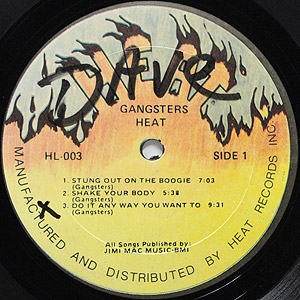 DAVE
GANGSTERS
HEAT
HL-003
SIDE 1
1. STUNG OUT ON THE BOOGIE 7:03
(Gangsters)
2. SHAKE YOUR BODY 5:38
(Gangsters)
3. DO IT ANY WAY YOU WANT TO 9:31
(Gangsters)
All Songs Published by:
JIMI MAC MUSIC-BMI
MANUFACTURED AND DISTRIBUTED BY HEAT RECORDS INC.